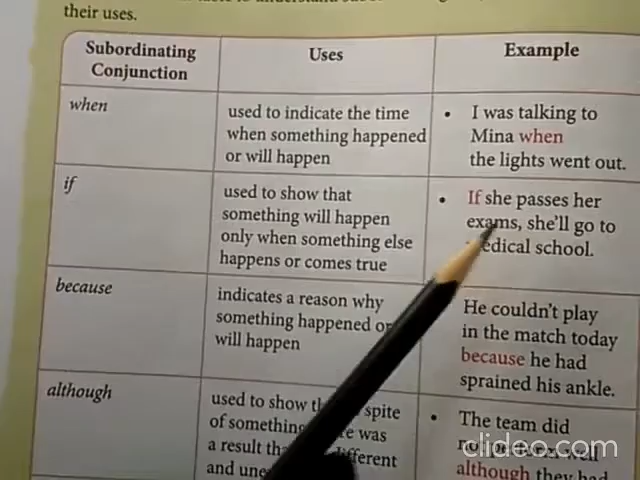 their uses.
Subordinating Conjunction
Uses
Example
when
used to indicate the time
when something happened
or will happen
I was talking to
Mina when
the lights went out.
if
used to show that
something will happen
only when something else
happens or comes true
If she passes her
exams, she'll go to
school.
because
indicates a reason why
something happened or
will happen
He couldn't play
in the match today
because he had
sprained his ankle.
although
used to show spite
of something was
a result different
and
The team did
well
although they had
clideo.com